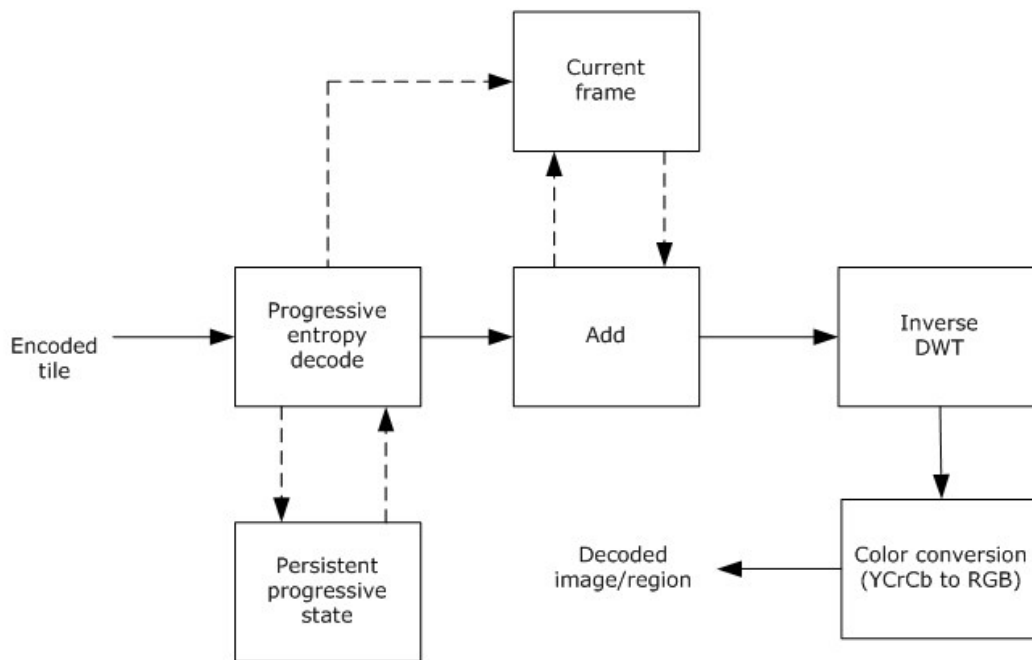 Current
frame
Encoded
tile
Progressive
entropy
decode
Add
Inverse
DWT
Persistent
progressive
state
Decoded
image/region
Color conversion
(YCrCb to RGB)